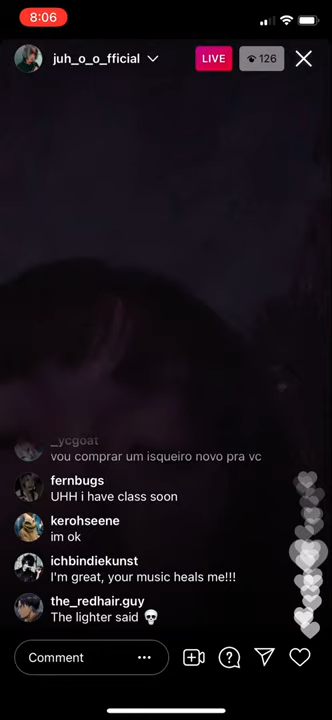 8:06
juh_o_o_fficial
LIVE
126
_ycgoat
vou comprar um isqueiro novo pra vc
fernbugs
UHH i have class soon
kerohseene
im ok
ichbindiekunst
I'm great, your music heals me!!!
the_redhair.guy
The lighter said 💀
Comment